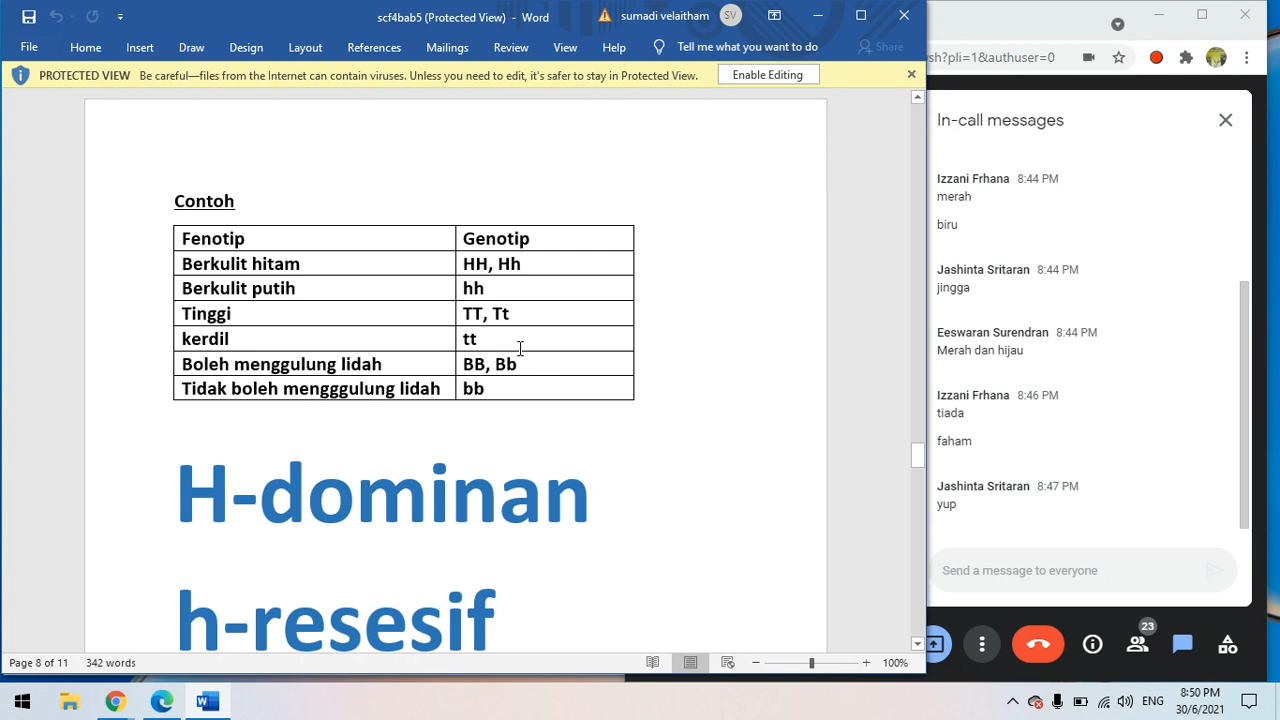 scf4bab5 (Protected View) - Word
sumadi velaitham
SV
File Home Insert Draw Design Layout References Mailings Review View Help Tell me what you want to do Share
PROTECTED VIEW Be careful—files from the Internet can contain viruses. Unless you need to edit, it's safer to stay in Protected View. Enable Editing
Contoh
Fenotip Genotip
Berkulit hitam HH, Hh
Berkulit putih hh
Tinggi TT, Tt
kerdil tt
Boleh menggulung lidah BB, Bb
Tidak boleh mengggulung lidah bb
H-dominan
h-resesif
Page 8 of 11 342 words
100%
sh?pli=1&authuser=0
In-call messages
Izzani Frhana 8:44 PM
merah
biru
Jashinta Sritaran 8:44 PM
jingga
Eeswaran Surendran 8:44 PM
Merah dan hijau
Izzani Frhana 8:46 PM
tiada
faham
Jashinta Sritaran 8:47 PM
yup
Send a message to everyone
23
ENG
8:50 PM
30/6/2021